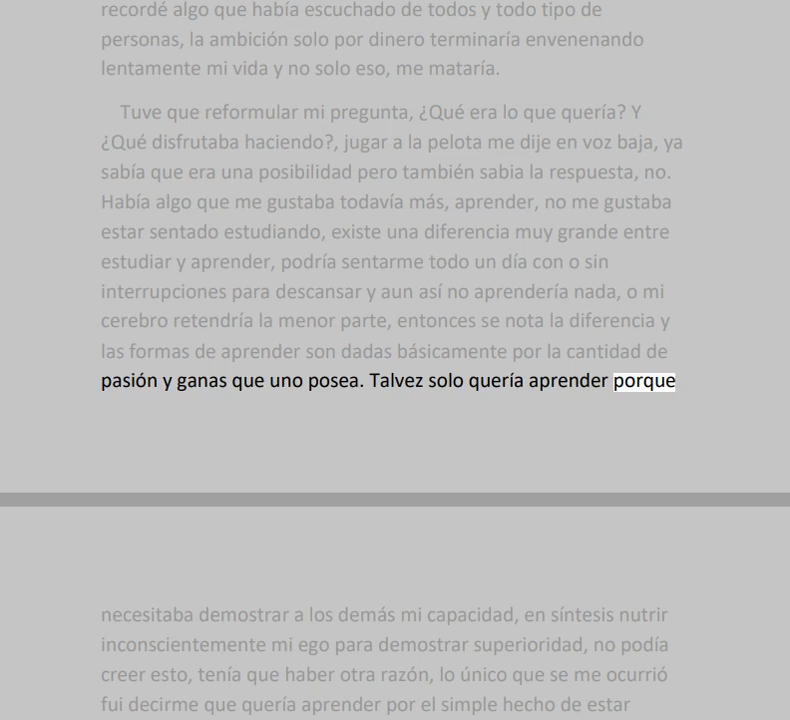 recordé algo que había escuchado de todos y todo tipo de
personas, la ambición solo por dinero terminaría envenenando
lentamente mi vida y no solo eso, me mataría.
Tuve que reformular mi pregunta, ¿Qué era lo que quería? Y
¿Qué disfrutaba haciendo?, jugar a la pelota me dije en voz baja, ya
sabía que era una posibilidad pero también sabia la respuesta, no.
Había algo que me gustaba todavía más, aprender, no me gustaba
estar sentado estudiando, existe una diferencia muy grande entre
estudiar y aprender, podría sentarme todo un día con o sin
interrupciones para descansar y aun así no aprendería nada, o mi
cerebro retendría la menor parte, entonces se nota la diferencia y
las formas de aprender son dadas básicamente por la cantidad de
pasión y ganas que uno posea. Talvez solo quería aprender porque
necesitaba demostrar a los demás mi capacidad, en síntesis nutrir
inconscientemente mi ego para demostrar superioridad, no podía
creer esto, tenía que haber otra razón, lo único que se me ocurrió
fui decirme que quería aprender por el simple hecho de estar